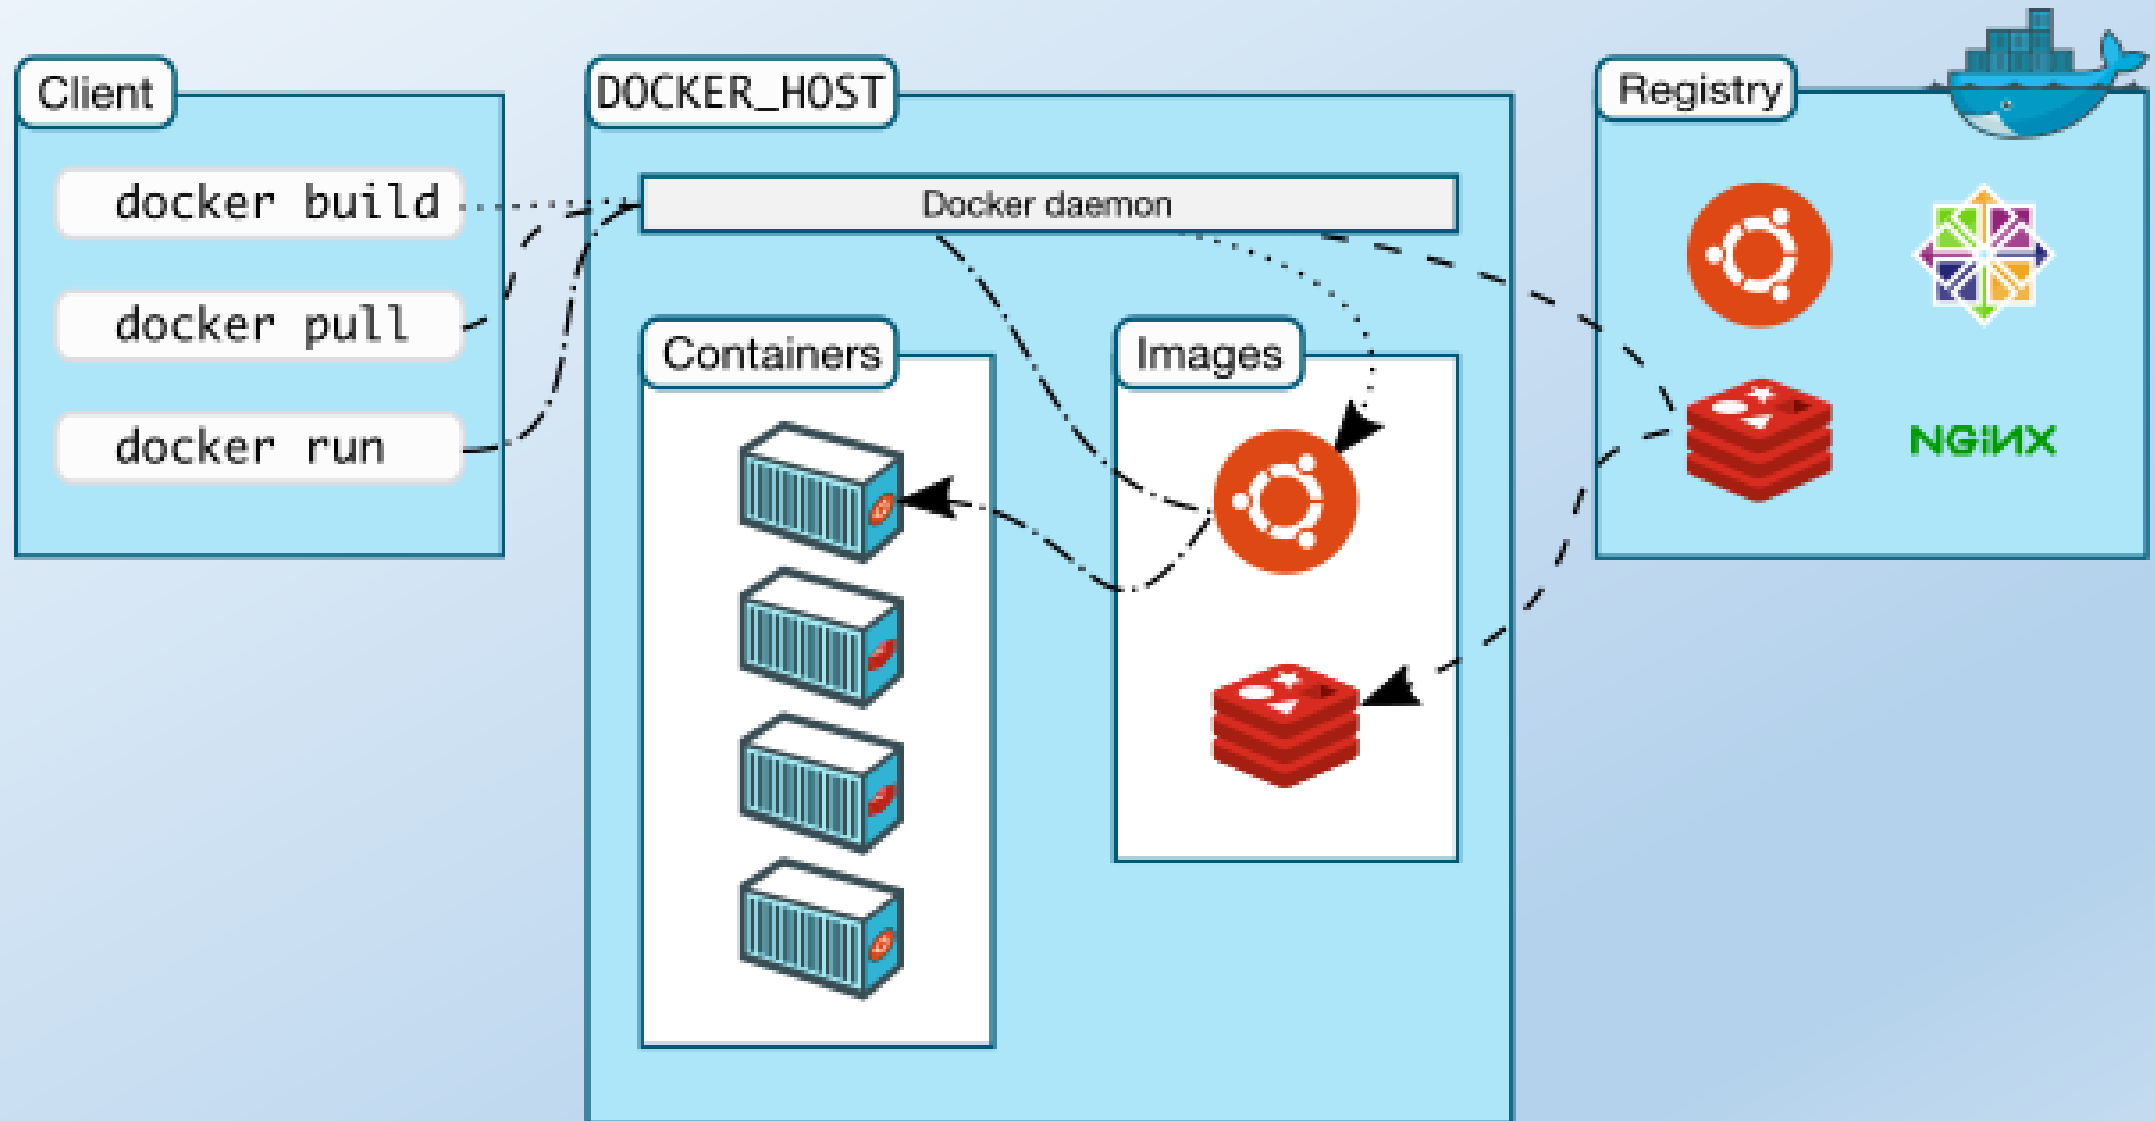 Client
docker build
docker pull
docker run
DOCKER_HOST
Docker daemon
Containers
Images
Registry
NGiNX